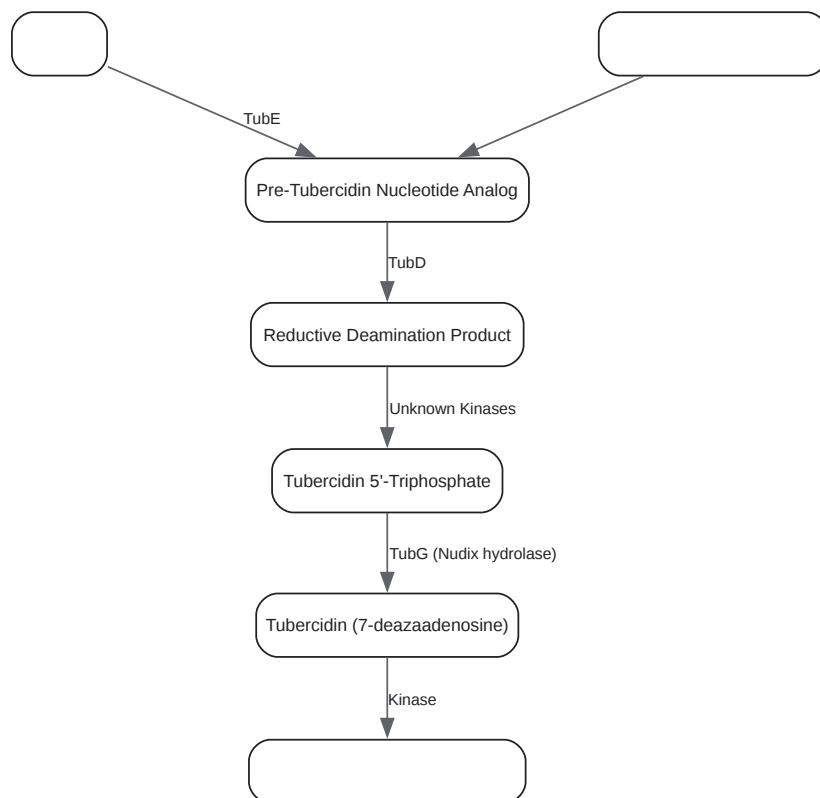 TubE
Pre-Tubercidin Nucleotide Analog
TubD
Reductive Deamination Product
Unknown Kinases
Tubercidin 5'-Triphosphate
TubG (Nudix hydrolase)
Tubercidin (7-deazaadenosine)
Kinase